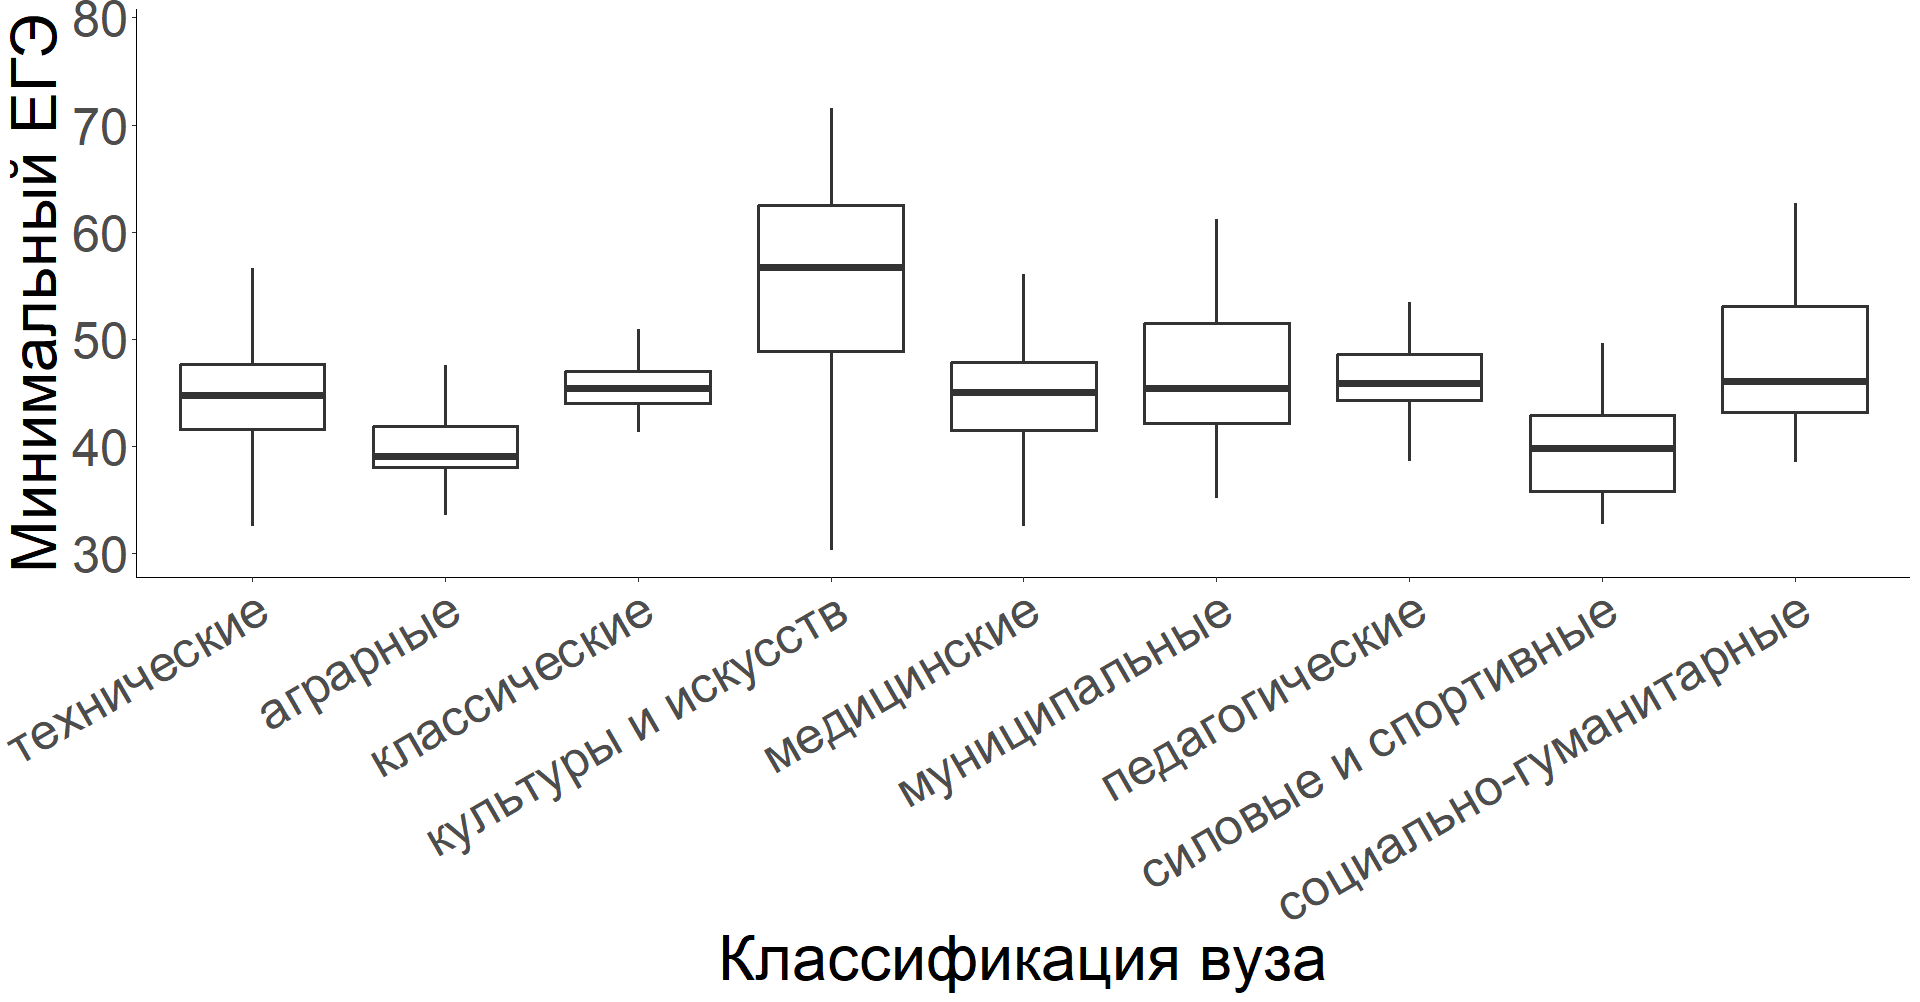 Минимальный ЕГЭ
80
70
60
50
40
30
технические
аграрные
классические
культуры и искусств
медицинские
муниципальные
педагогические
силовые и спортивные
социально-гуманитарные
Классификация вуза